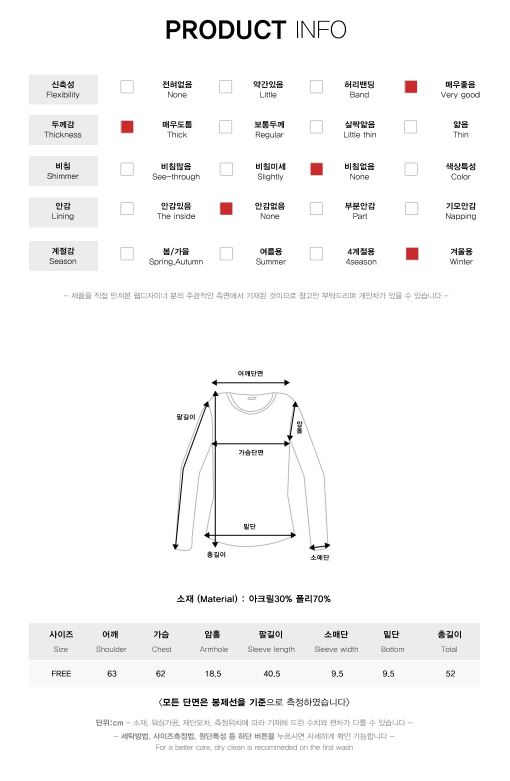 PRODUCT INFO
신축성 전혀없음 약간있음 허리밴딩 매우좋음
Flexibility None Little Band Very good
두께감 매우도톰 보통두께 살짝얇음 얇음
Thickness Thick Regular Little thin Thin
비침 비침많음 비침미세 비침없음 색상특성
Shimmer See-through Slightly None Color
안감 안감있음 안감없음 부분안감 기모안감
Lining The inside None Part Napping
계절감 봄/가을 여름용 4계절용 겨울용
Season Spring,Autumn Summer 4season Winter
- 제품을 직접 만져본 웹디자이너 분의 주관적인 측면에서 기재된 것이므로 참고만 부탁드리며 개인차가 있을 수 있습니다 -
어깨단면
팔길이
암홀
가슴단면
밑단
총길이
소매단
소재 (Material) : 아크릴30% 폴리70%
사이즈 어깨 가슴 암홀 팔길이 소매단 밑단 총길이
Size Shoulder Chest Armhole Sleeve length Sleeve width Bottom Total
FREE 63 62 18.5 40.5 9.5 9.5 52
<모든 단면은 봉제선을 기준으로 측정하였습니다>
단위:cm - 소재, 워싱가공, 재단오차, 측정위치에 따라 기재해 드린 수치와 편차가 다를 수 있습니다 -
- 세탁방법, 사이즈측정법, 원단특성 등 하단 버튼을 누르시면 자세하게 확인 가능합니다 -
For a better care, dry clean is recommeded on the first wash